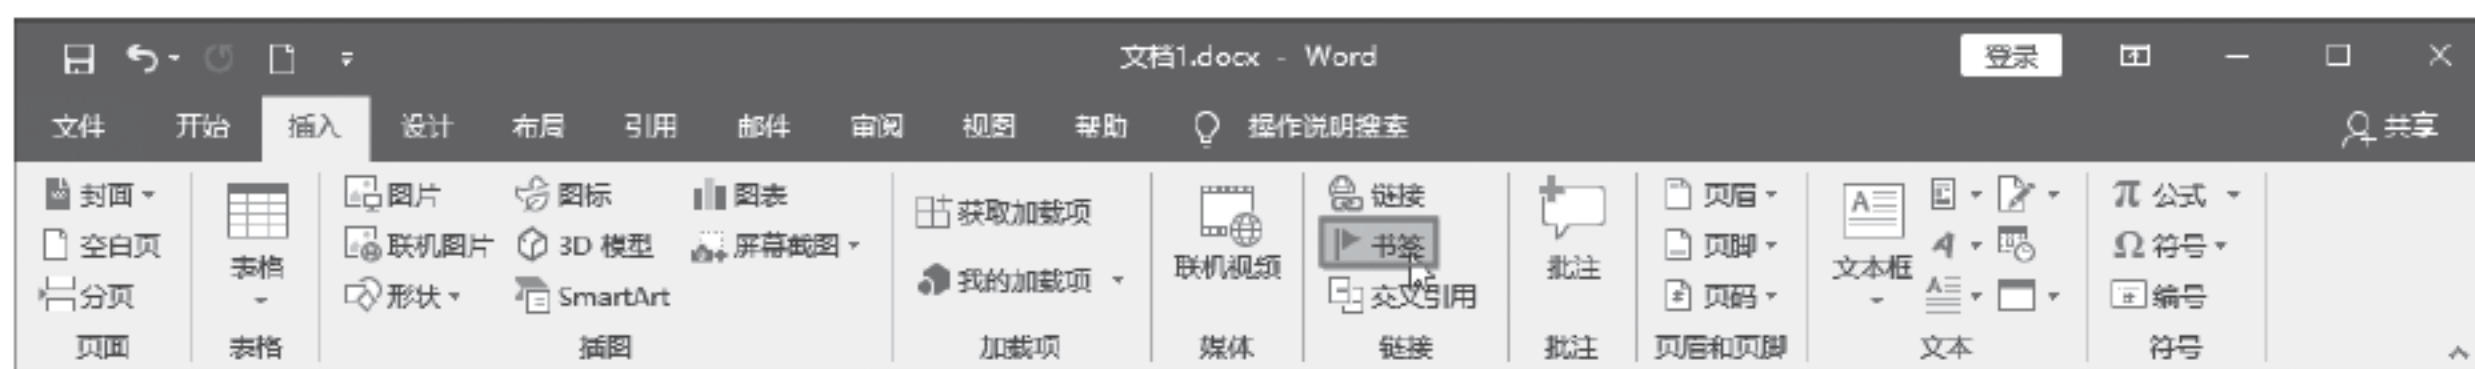 文档1.docx - Word 登录
文件 开始 插入 设计 布局 引用 邮件 审阅 视图 帮助 操作说明搜索 共享
封面 图片 图标 图表 链接 页眉 公式
获取加载项
空白页 联机图片 3D 模型 屏幕截图 书签 页脚 符号
表格 联机视频 批注 文本框
我的加载项
分页 形状 SmartArt 交叉引用 页码 编号
页面 表格 插图 加载项 媒体 链接 批注 页眉和页脚 文本 符号